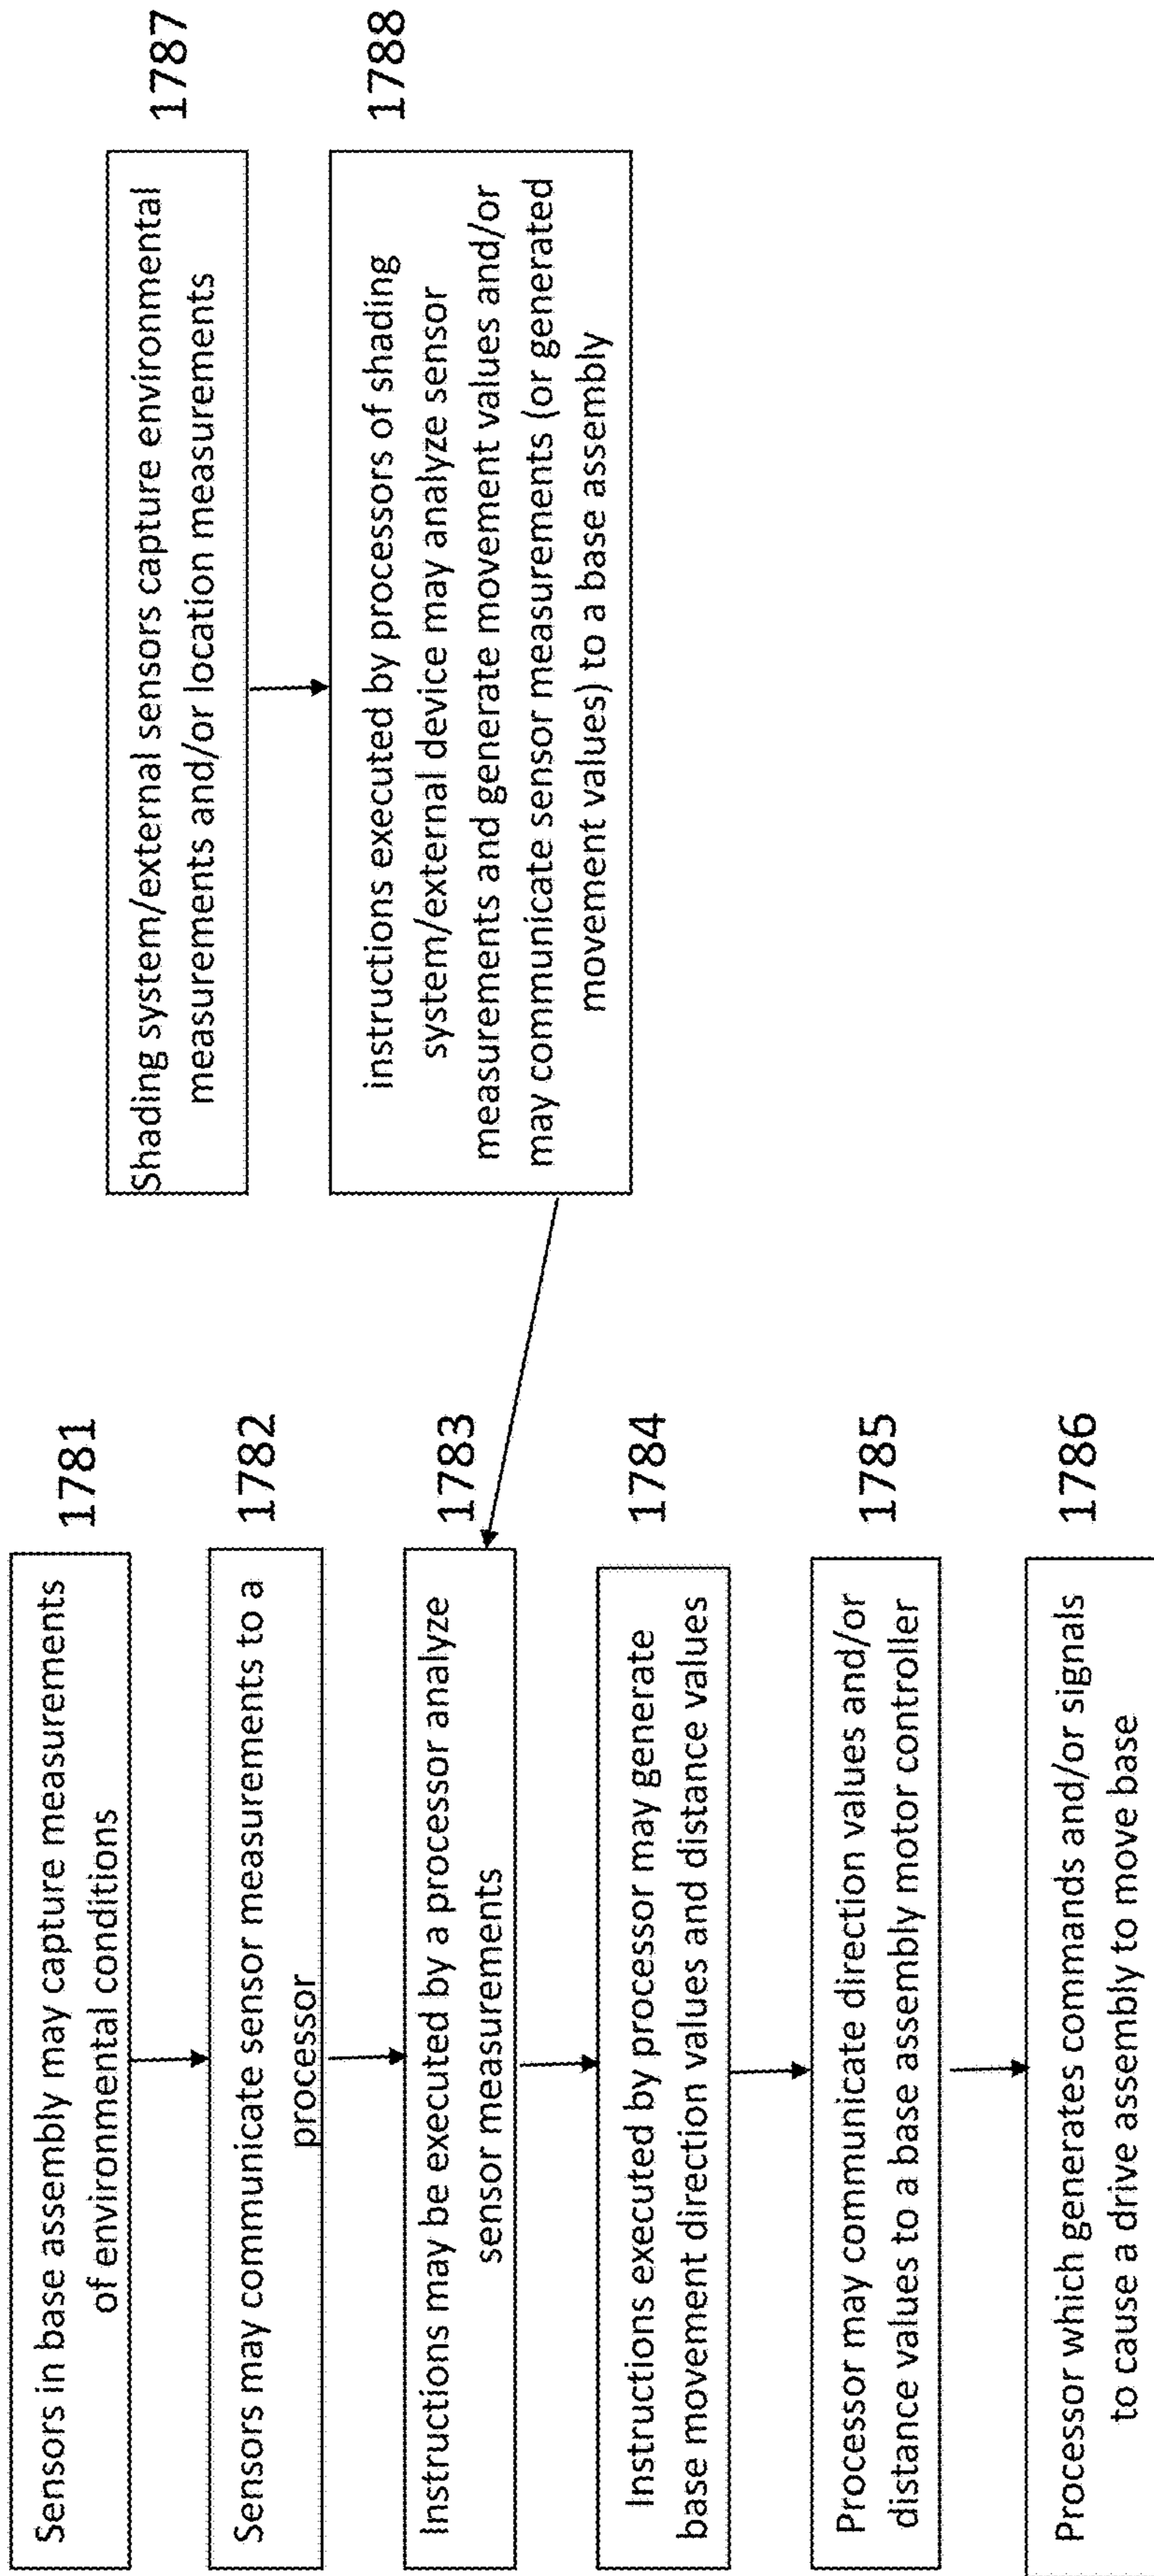 Sensors in base assembly may capture measurements
of environmental conditions
1781
Sensors may communicate sensor measurements to a
processor
1782
Instructions may be executed by a processor analyze
sensor measurements
1783
Instructions executed by processor may generate
base movement direction values and distance values
1784
Processor may communicate direction values and/or
distance values to a base assembly motor controller
1785
Processor which generates commands and/or signals
to cause a drive assembly to move base
1786
Shading system/external sensors capture environmental
measurements and/or location measurements
1787
instructions executed by processors of shading
system/external device may analyze sensor
measurements and generate movement values and/or
may communicate sensor measurements (or generated
movement values) to a base assembly
1788